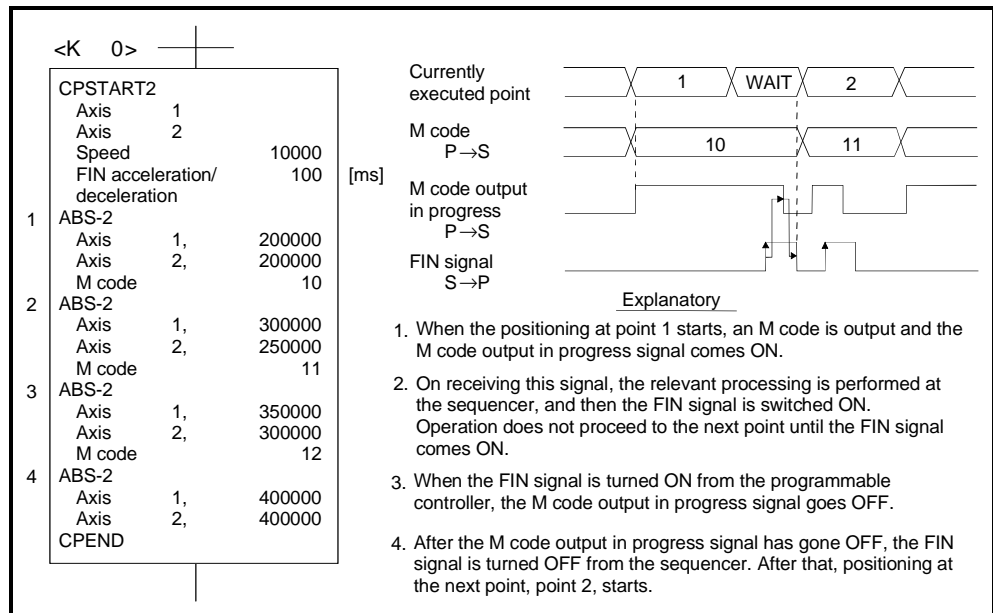 <K 0>
CPSTART2
Axis 1
Axis 2
Speed 10000
FIN acceleration/ 100 [ms]
deceleration
1 ABS-2
Axis 1, 200000
Axis 2, 200000
M code 10
2 ABS-2
Axis 1, 300000
Axis 2, 250000
M code 11
3 ABS-2
Axis 1, 350000
Axis 2, 300000
M code 12
4 ABS-2
Axis 1, 400000
Axis 2, 400000
CPEND
Currently
executed point
1 WAIT 2
M code
P→S
10 11
M code output
in progress
P→S
FIN signal
S→P
Explanatory
1. When the positioning at point 1 starts, an M code is output and the
M code output in progress signal comes ON.
2. On receiving this signal, the relevant processing is performed at
the sequencer, and then the FIN signal is switched ON.
Operation does not proceed to the next point until the FIN signal
comes ON.
3. When the FIN signal is turned ON from the programmable
controller, the M code output in progress signal goes OFF.
4. After the M code output in progress signal has gone OFF, the FIN
signal is turned OFF from the sequencer. After that, positioning at
the next point, point 2, starts.